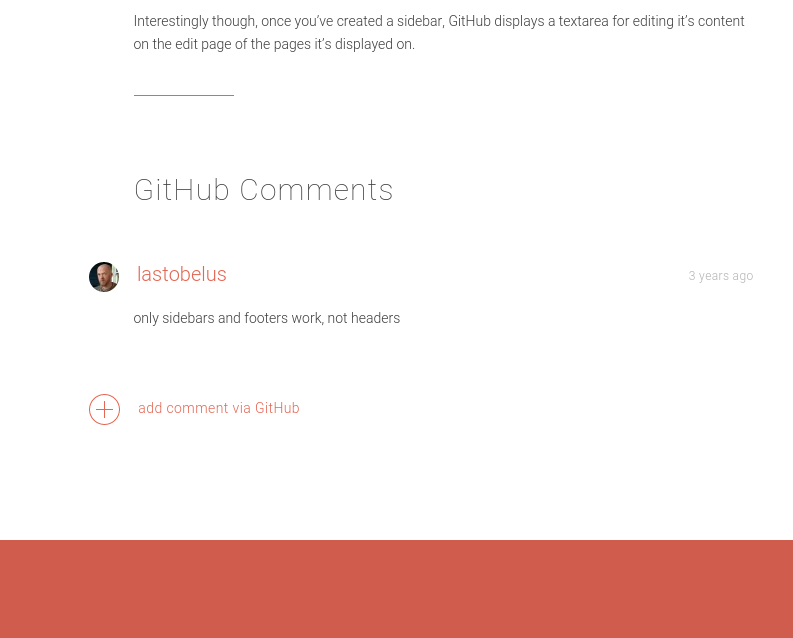 Interestingly though, once you've created a sidebar, GitHub displays a textarea for editing it's content
on the edit page of the pages it's displayed on.
GitHub Comments
lastobelus
3 years ago
only sidebars and footers work, not headers
add comment via GitHub